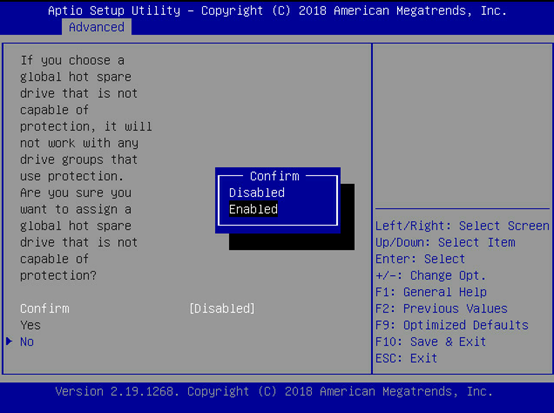 Aptio Setup Utility – Copyright (C) 2018 American Megatrends, Inc.
Advanced
If you choose a
global hot spare
drive that is not
capable of
protection, it will
not work with any
drive groups that
use protection.
Are you sure you
want to assign a
global hot spare
drive that is not
capable of
protection?
Confirm [Disabled]
Yes
No
Confirm
Disabled
Enabled
Left/Right: Select Screen
Up/Down: Select Item
Enter: Select
+/-: Change Opt.
F1: General Help
F2: Previous Values
F9: Optimized Defaults
F10: Save & Exit
ESC: Exit
Version 2.19.1268. Copyright (C) 2018 American Megatrends, Inc.